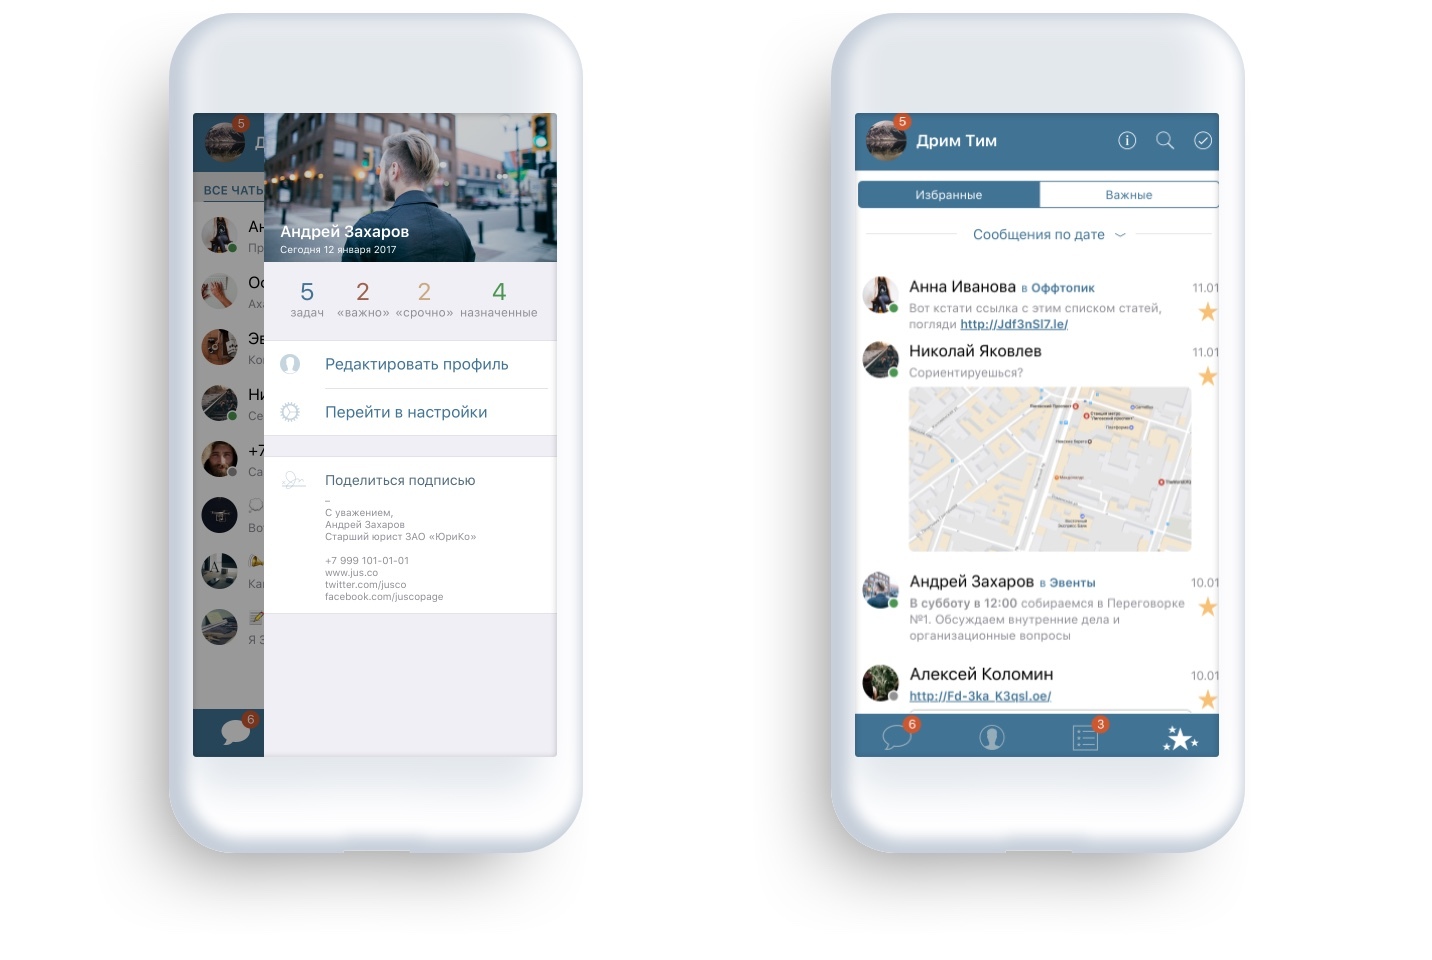 5
Д
ВСЕ ЧАТЫ
Ан
Пр
Ос
Аха
Эв
Ко
Ни
Се
+7
Са
Во
Ка
Я З
6
Андрей Захаров
Сегодня 12 января 2017
5 2 2 4
задач «важно» «срочно» назначенные
Редактировать профиль
Перейти в настройки
Поделиться подписью
–
С уважением,
Андрей Захаров
Старший юрист ЗАО «ЮриКо»
+7 999 101-01-01
www.jus.co
twitter.com/jusco
facebook.com/juscopage
5
Дрим Тим
Избранные Важные
Сообщения по дате
Анна Иванова в Оффтопик 11.01
Вот кстати ссылка с этим списком статей,
погляди http://Jdf3nSl7.le/
Николай Яковлев 11.01
Сориентируешься?
Андрей Захаров в Эвенты 10.01
В субботу в 12:00 собираемся в Переговорке
№1. Обсуждаем внутренние дела и
организационные вопросы
Алексей Коломин 10.01
http://Fd-3ka_K3qsl.oe/
6 3